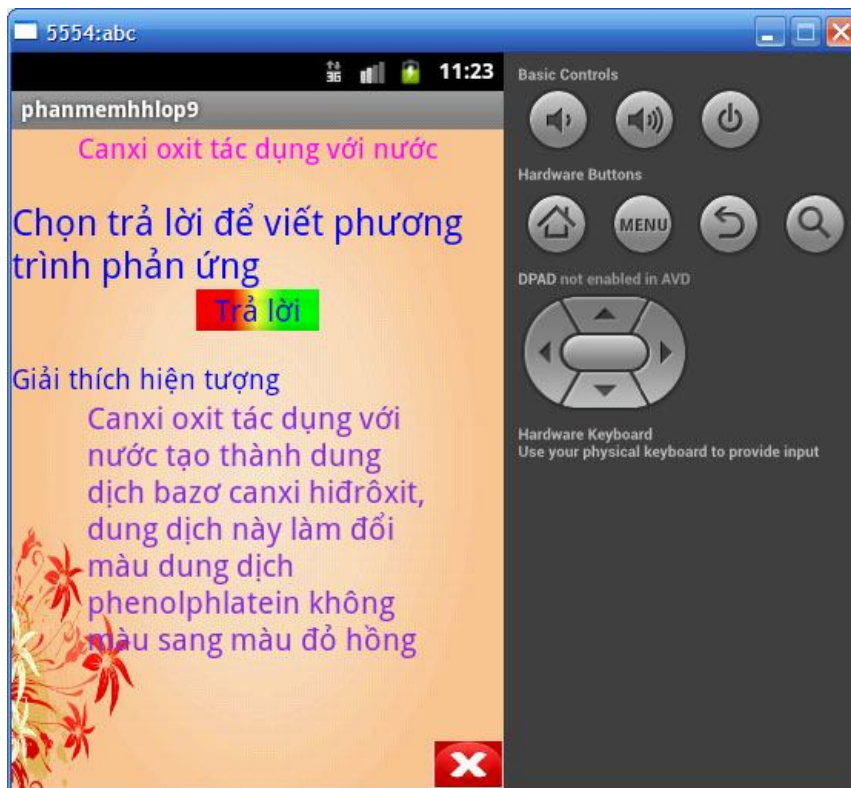 5554:abc
3G
11:23
phanmemhhlop9
Canxi oxit tác dụng với nước
Chọn trả lời để viết phương
trình phản ứng
Trả lời
Giải thích hiện tượng
Canxi oxit tác dụng với
nước tạo thành dung
dịch bazơ canxi hiđrôxit,
dung dịch này làm đổi
màu dung dịch
phenolphlatein không
màu sang màu đỏ hồng
Basic Controls
Hardware Buttons
MENU
DPAD not enabled in AVD
Hardware Keyboard
Use your physical keyboard to provide input